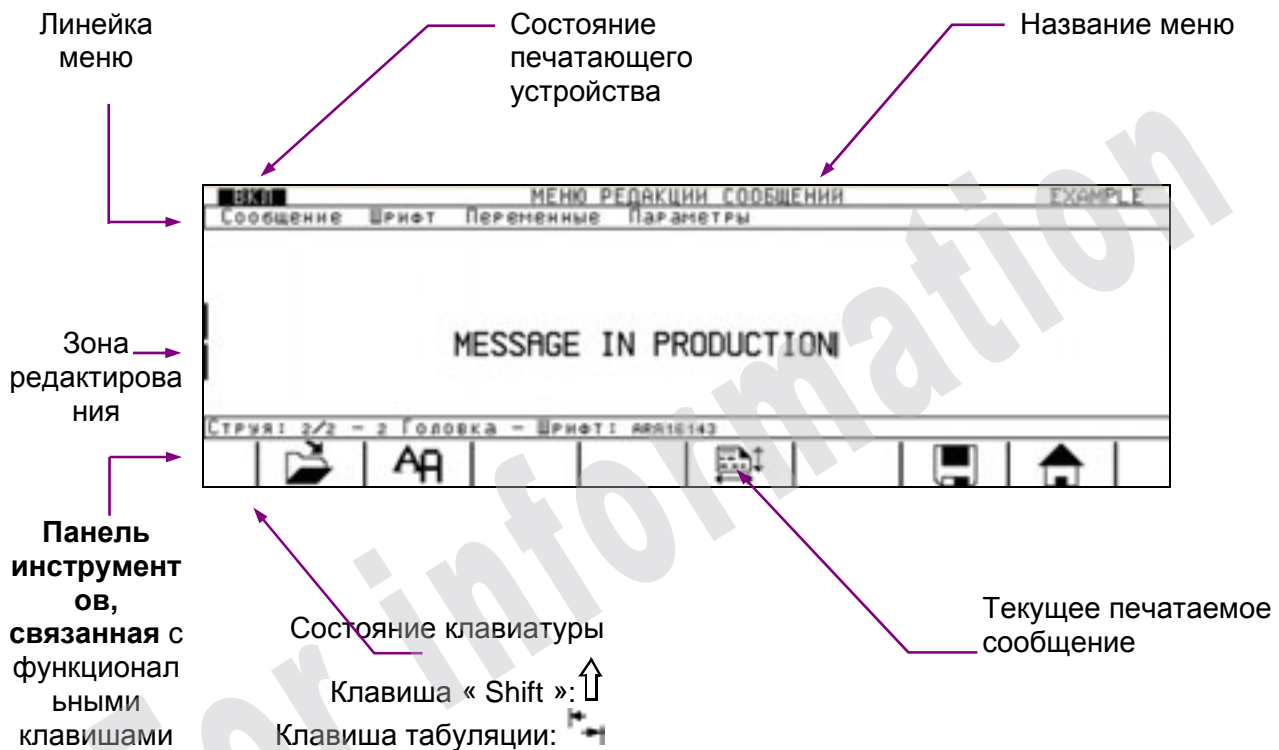 Линейка
меню
Состояние
печатающего
устройства
Название меню
ВКЛ МЕНЮ РЕДАКЦИИ СООБЩЕНИЯ EXAMPLE
Сообщение Шрифт Переменные Параметры
Зона
редактирова
ния
MESSAGE IN PRODUCTION
Струя: 2/2 - 2 Головка - Шрифт: ARA16143
AA
Панель
инструмент
ов,
связанная с
функционал
ьными
клавишами
Состояние клавиатуры
Клавиша « Shift »:
Клавиша табуляции:
Текущее печатаемое
сообщение
For information